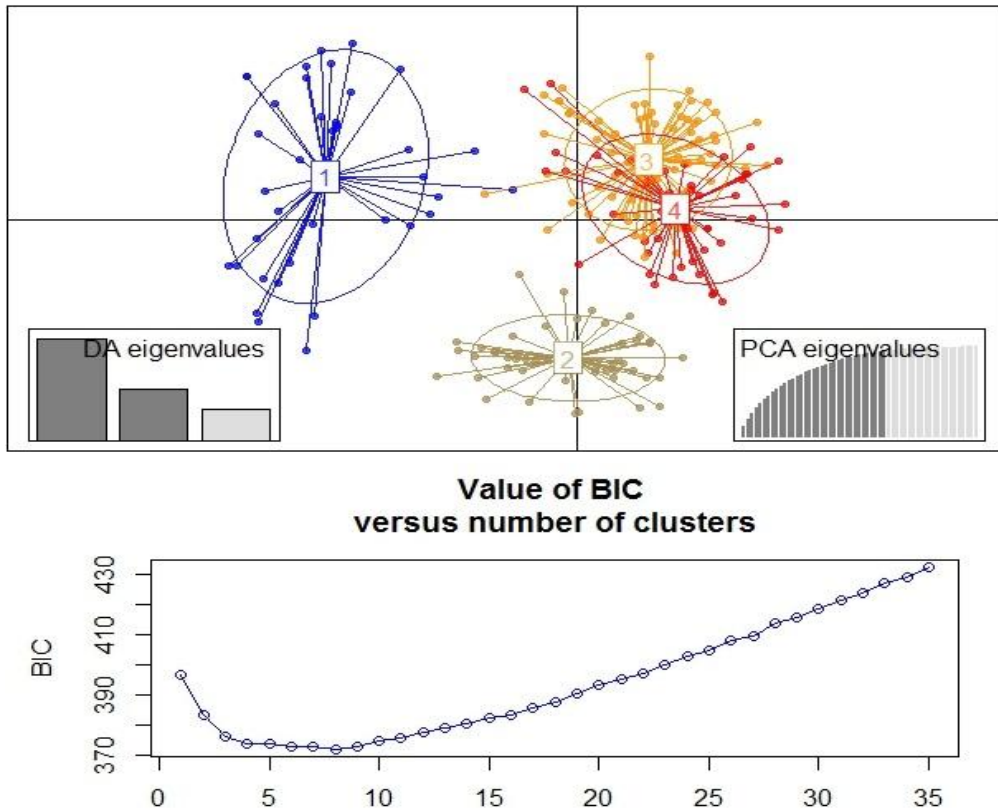 1
3
4
2
DA eigenvalues
PCA eigenvalues
Value of BIC
versus number of clusters
BIC
430
410
390
370
0 5 10 15 20 25 30 35